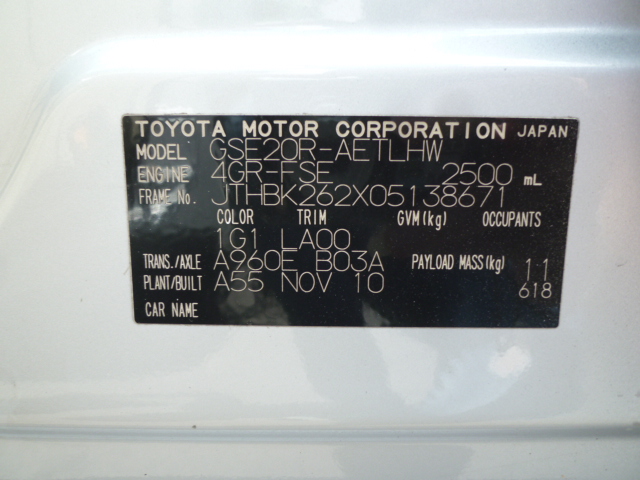 TOYOTA MOTOR CORPORATION JAPAN
MODEL GSE20R-AETLHW
ENGINE 4GR-FSE 2500 mL
FRAME No. JTHBK262X05138671
COLOR TRIM GVM(kg) OCCUPANTS
1G1 LA00
TRANS./AXLE A960E B03A PAYLOAD MASS(kg) 11
PLANT/BUILT A55 NOV 10 618
CAR NAME